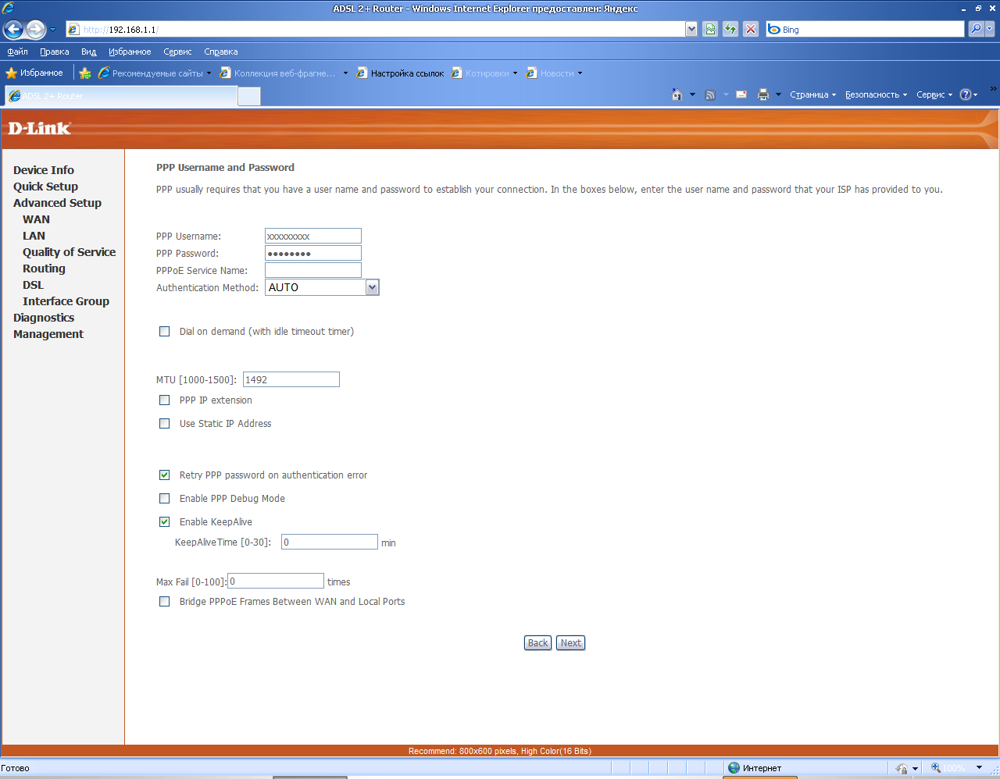 ADSL 2+ Router - Windows Internet Explorer предоставлен: Яндекс
http://192.168.1.1/
Bing
Файл Правка Вид Избранное Сервис Справка
Избранное Рекомендуемые сайты Коллекция веб-фрагме... Настройка ссылок Котировки Новости
ADSL 2+ Router
Страница Безопасность Сервис
D-Link
Device Info
Quick Setup
Advanced Setup
WAN
LAN
Quality of Service
Routing
DSL
Interface Group
Diagnostics
Management
PPP Username and Password
PPP usually requires that you have a user name and password to establish your connection. In the boxes below, enter the user name and password that your ISP has provided to you.
PPP Username: xxxxxxxxx
PPP Password: ●●●●●●●●
PPPoE Service Name:
Authentication Method: AUTO
Dial on demand (with idle timeout timer)
MTU [1000-1500]: 1492
PPP IP extension
Use Static IP Address
Retry PPP password on authentication error
Enable PPP Debug Mode
Enable KeepAlive
KeepAliveTime [0-30]: 0 min
Max Fail [0-100]: 0 times
Bridge PPPoE Frames Between WAN and Local Ports
Back Next
Recommend: 800x600 pixels, High Color(16 Bits)
Готово Интернет 100%